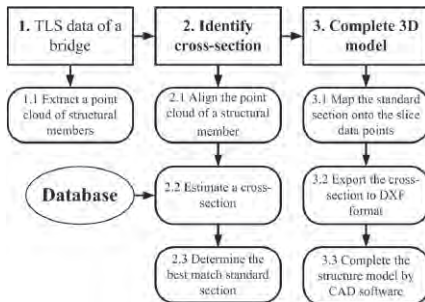 1. TLS data of a
bridge
2. Identify
cross-section
3. Complete 3D
model
1.1 Extract a point
cloud of structural
members
2.1 Align the point
cloud of a structural
member
3.1 Map the standard
section onto the slice
data points
Database
2.2 Estimate a cross-
section
3.2 Export the cross-
section to DXF
format
2.3 Determine the
best match standard
section
3.3 Complete the
structure model by
CAD software